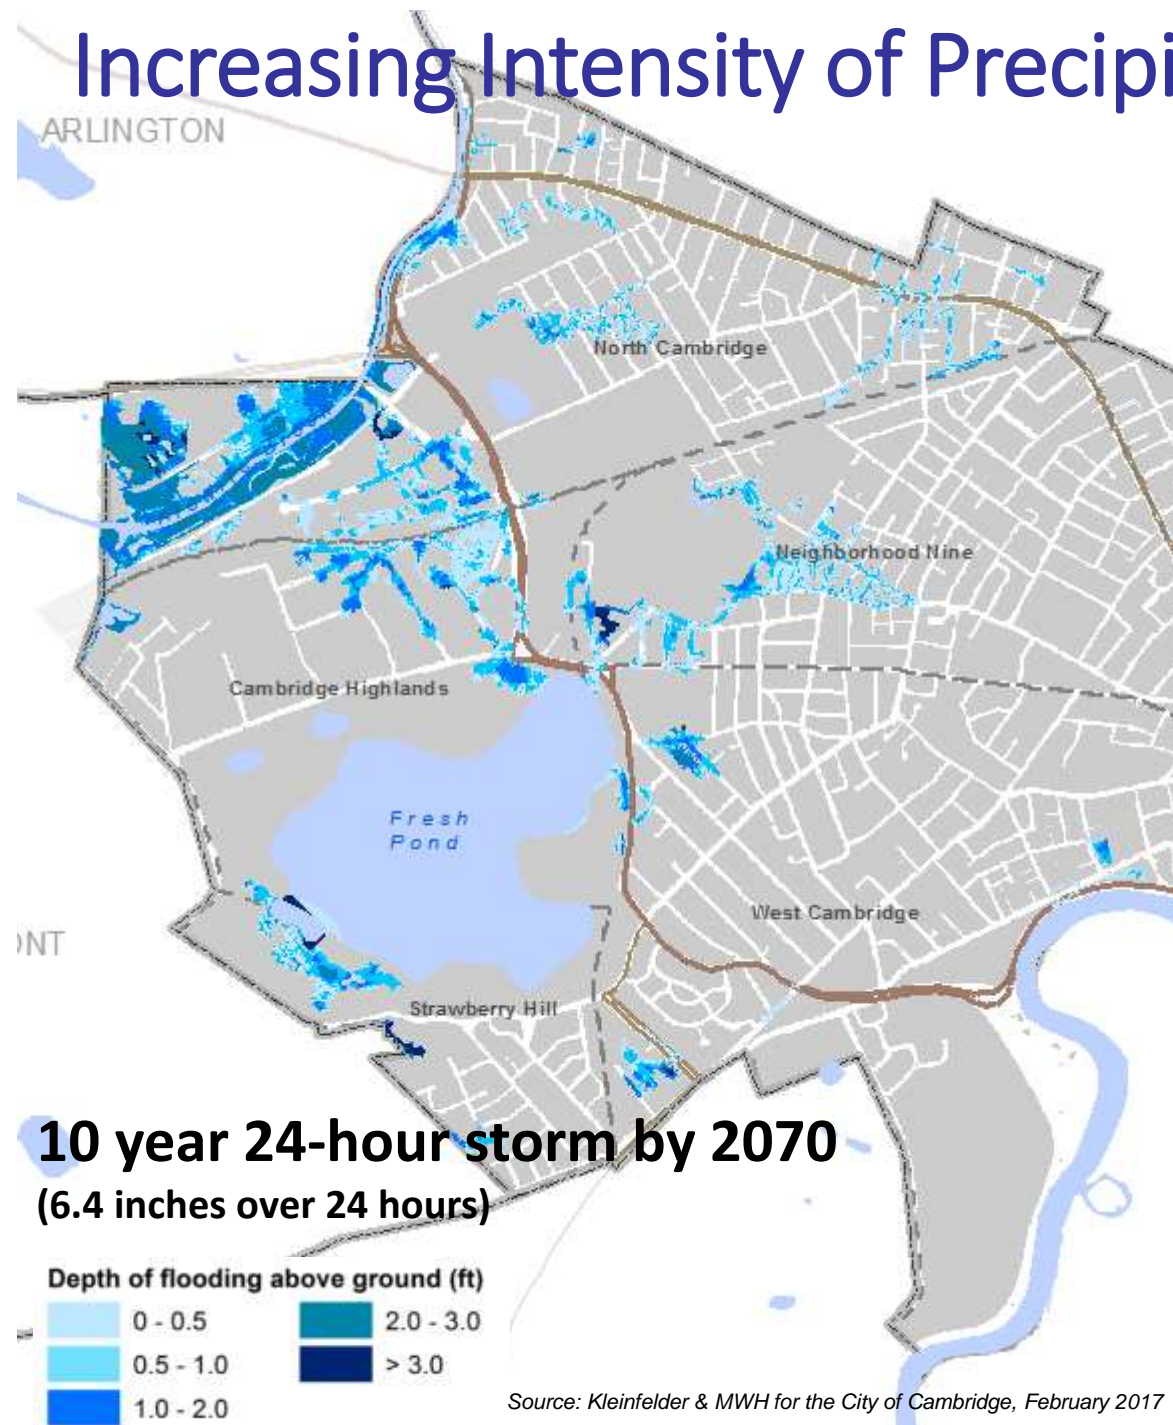 Increasing Intensity of Precipi
ARLINGTON
North Cambridge
Neighborhood Nine
Cambridge Highlands
Fresh
Pond
West Cambridge
ONT
Strawberry Hill
10 year 24-hour storm by 2070
(6.4 inches over 24 hours)
Depth of flooding above ground (ft)
0 - 0.5
2.0 - 3.0
0.5 - 1.0
> 3.0
1.0 - 2.0
Source: Kleinfelder & MWH for the City of Cambridge, February 2017